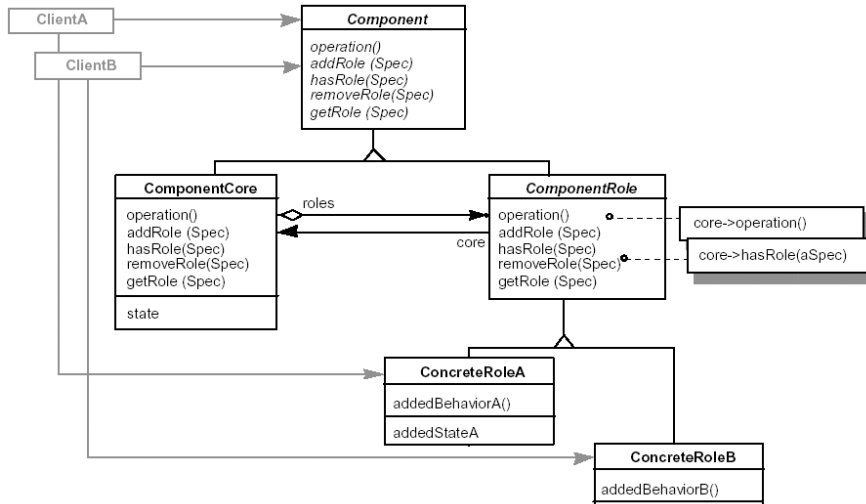 ClientA
ClientB
Component
operation()
addRole (Spec)
hasRole(Spec)
removeRole(Spec)
getRole (Spec)
ComponentCore
operation()
addRole (Spec)
hasRole(Spec)
removeRole(Spec)
getRole (Spec)
state
roles
core
ComponentRole
operation()
addRole (Spec)
hasRole(Spec)
removeRole(Spec)
getRole (Spec)
core->operation()
core->hasRole(aSpec)
ConcreteRoleA
addedBehaviorA()
addedStateA
ConcreteRoleB
addedBehaviorB()